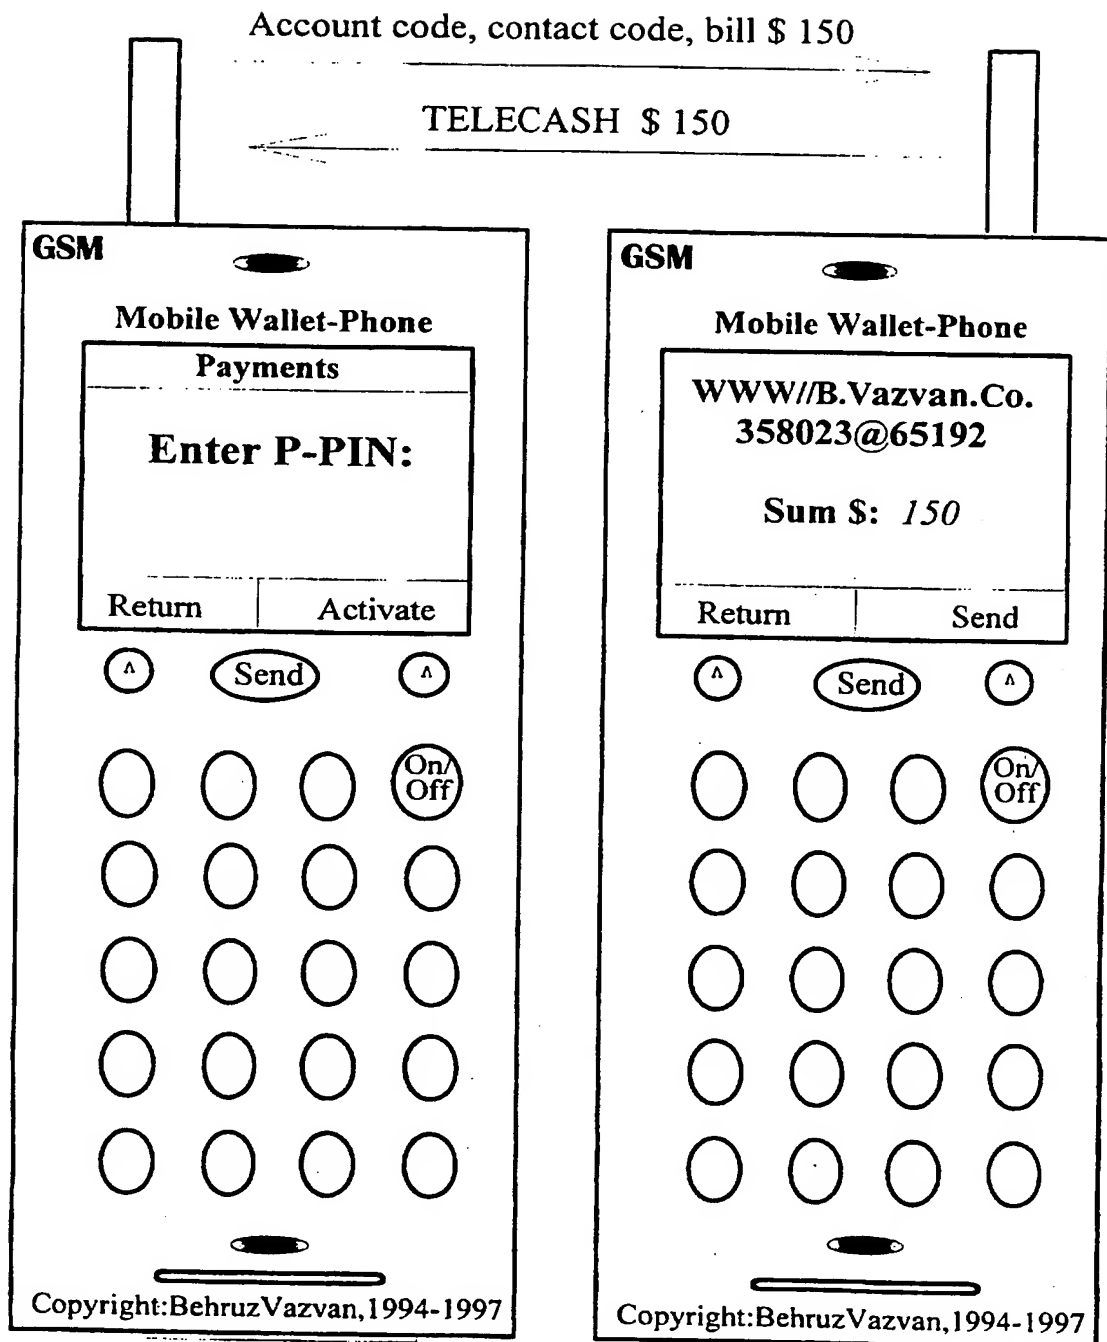 Account code, contact code, bill $ 150
TELECASH $ 150
GSM
Mobile Wallet-Phone
Payments
Enter P-PIN:
Return Activate
^ Send ^
On/
Off
Copyright:BehruzVazvan,1994-1997
GSM
Mobile Wallet-Phone
WWW//B.Vazvan.Co.
358023@65192
Sum $: 150
Return Send
^ Send ^
On/
Off
Copyright:BehruzVazvan,1994-1997